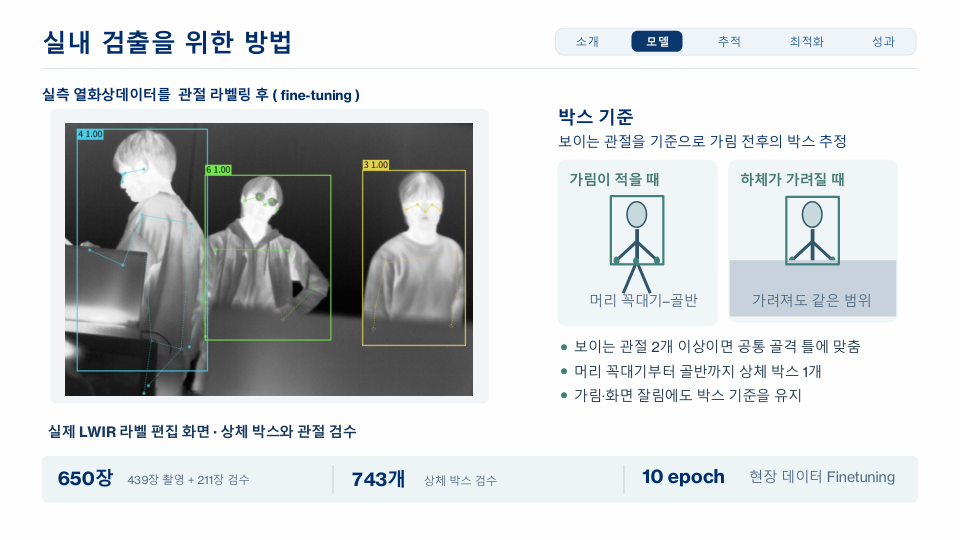 실내 검출을 위한 방법
소개 모델 추적 최적화 성과
실측 열화상데이터를 관절 라벨링 후 ( fine-tuning )
4 1.00
6 1.00
3 1.00
실제 LWIR 라벨 편집 화면 · 상체 박스와 관절 검수
박스 기준
보이는 관절을 기준으로 가림 전후의 박스 추정
가림이 적을 때
머리 꼭대기–골반
하체가 가려질 때
가려져도 같은 범위
• 보이는 관절 2개 이상이면 공통 골격 틀에 맞춤
• 머리 꼭대기부터 골반까지 상체 박스 1개
• 가림·화면 잘림에도 박스 기준을 유지
650장 439장 촬영 + 211장 검수
743개 상체 박스 검수
10 epoch 현장 데이터 Finetuning